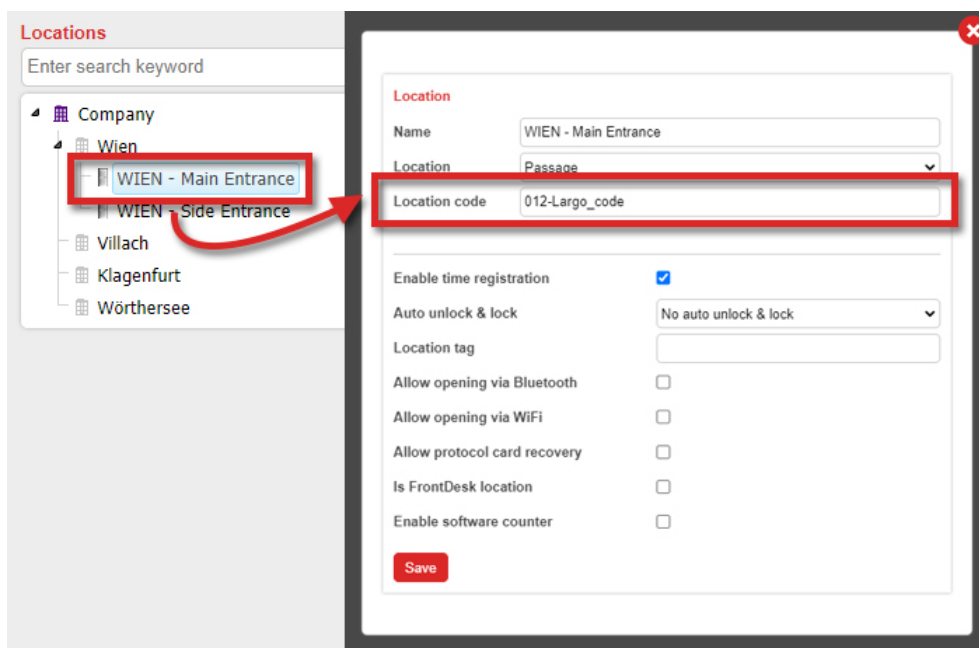 Locations
Enter search keyword
Company
Wien
WIEN - Main Entrance
WIEN - Side Entrance
Villach
Klagenfurt
Wörthersee
Location
Name WIEN - Main Entrance
Location Passage
Location code 012-Largo_code
Enable time registration
Auto unlock & lock No auto unlock & lock
Location tag
Allow opening via Bluetooth
Allow opening via WiFi
Allow protocol card recovery
Is FrontDesk location
Enable software counter
Save